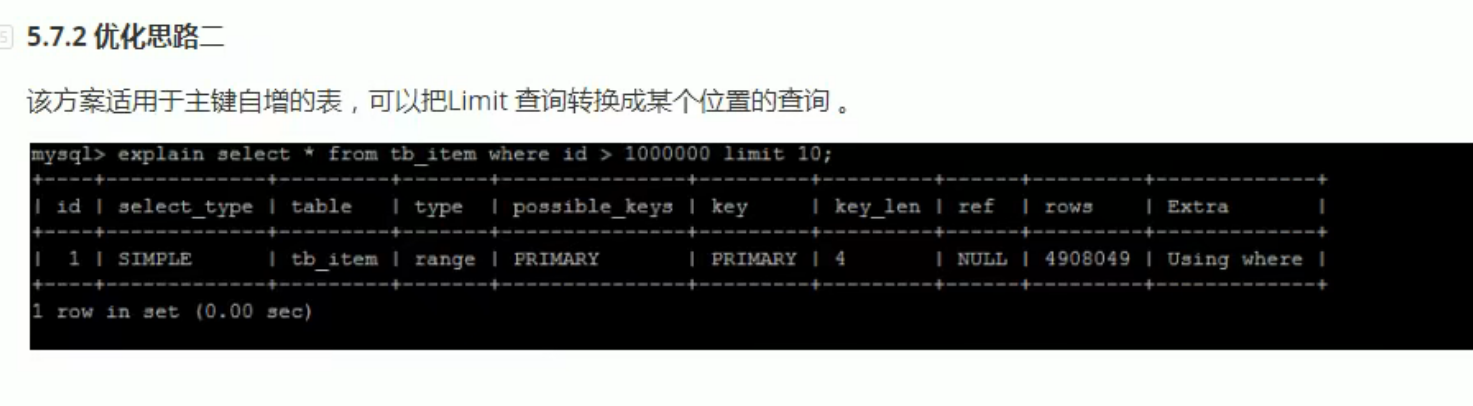 5.7.2 优化思路二
该方案适用于主键自增的表，可以把Limit 查询转换成某个位置的查询 。
mysql> explain select * from tb_item where id > 1000000 limit 10;
+----+-------------+---------+-------+---------------+---------+---------+------+---------+-------------+
| id | select_type | table   | type  | possible_keys | key     | key_len | ref  | rows    | Extra       |
+----+-------------+---------+-------+---------------+---------+---------+------+---------+-------------+
| 1 | SIMPLE      | tb_item | range | PRIMARY       | PRIMARY | 4       | NULL | 4908049 | Using where |
+----+-------------+---------+-------+---------------+---------+---------+------+---------+-------------+
1 row in set (0.00 sec)